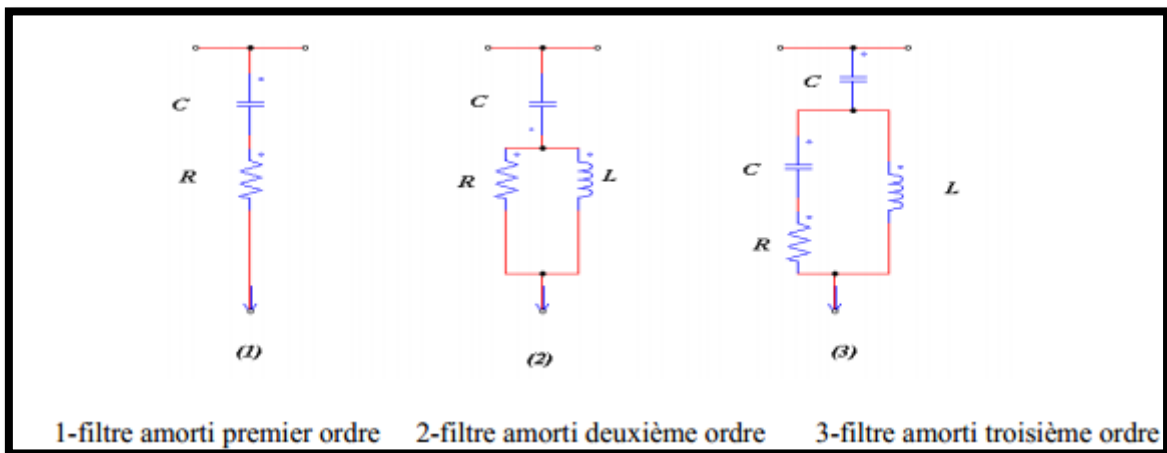 C
R
(1)
C
R
L
(2)
C
C
R
L
(3)
1-filtre amorti premier ordre 2-filtre amorti deuxième ordre 3-filtre amorti troisième ordre